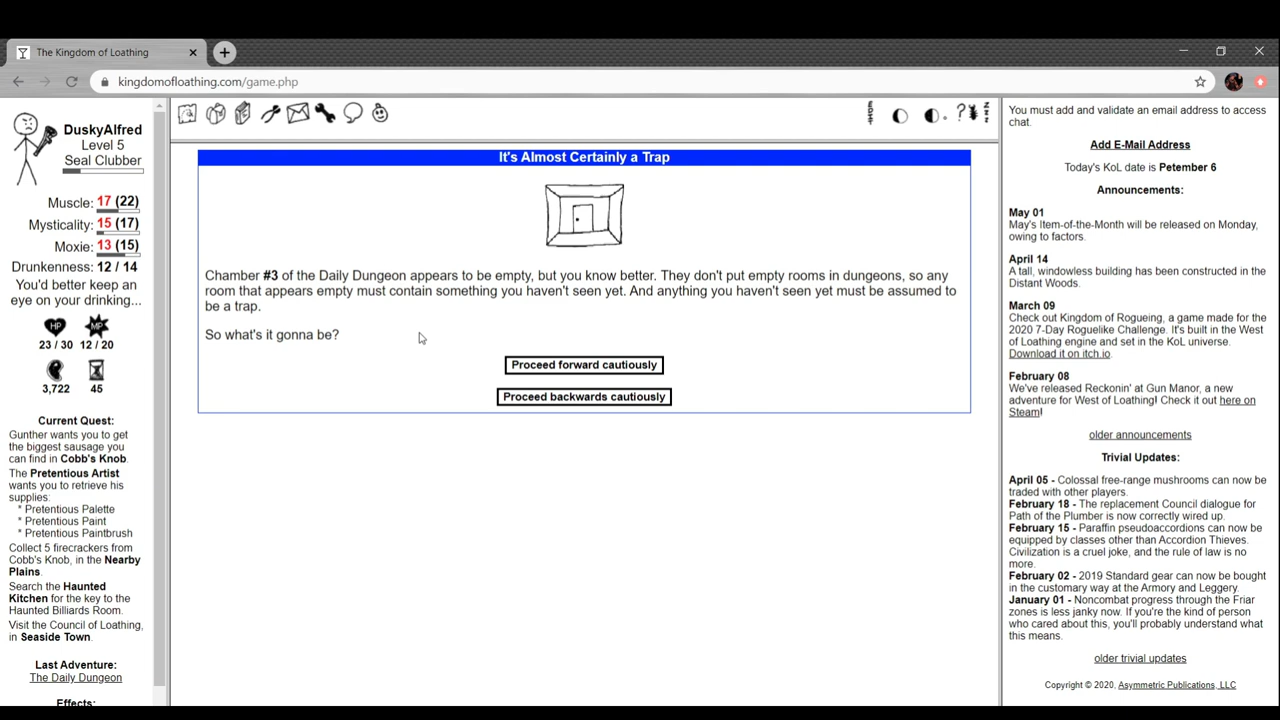 The Kingdom of Loathing
kingdomofloathing.com/game.php
DuskyAlfred
Level 5
Seal Clubber
Muscle: 17 (22)
Mysticality: 15 (17)
Moxie: 13 (15)
Drunkenness: 12 / 14
You'd better keep an
eye on your drinking...
HP MP
23 / 30 12 / 20
3,722 45
Current Quest:
Gunther wants you to get
the biggest sausage you
can find in Cobb's Knob.
The Pretentious Artist
wants you to retrieve his
supplies:
* Pretentious Palette
* Pretentious Paint
* Pretentious Paintbrush
Collect 5 firecrackers from
Cobb's Knob, in the Nearby
Plains.
Search the Haunted
Kitchen for the key to the
Haunted Billiards Room.
Visit the Council of Loathing,
in Seaside Town.
Last Adventure:
The Daily Dungeon
Effects:
It's Almost Certainly a Trap
Chamber #3 of the Daily Dungeon appears to be empty, but you know better. They don't put empty rooms in dungeons, so any
room that appears empty must contain something you haven't seen yet. And anything you haven't seen yet must be assumed to
be a trap.
So what's it gonna be?
Proceed forward cautiously
Proceed backwards cautiously
You must add and validate an email address to access
chat.
Add E-Mail Address
Today's KoL date is Petember 6
Announcements:
May 01
May's Item-of-the-Month will be released on Monday,
owing to factors.
April 14
A tall, windowless building has been constructed in the
Distant Woods.
March 09
Check out Kingdom of Rogueing, a game made for the
2020 7-Day Roguelike Challenge. It's built in the West
of Loathing engine and set in the KoL universe.
Download it on itch.io.
February 08
We've released Reckonin' at Gun Manor, a new
adventure for West of Loathing! Check it out here on
Steam!
older announcements
Trivial Updates:
April 05 - Colossal free-range mushrooms can now be
traded with other players.
February 18 - The replacement Council dialogue for
Path of the Plumber is now correctly wired up.
February 15 - Paraffin pseudoaccordions can now be
equipped by classes other than Accordion Thieves.
Civilization is a cruel joke, and the rule of law is no
more.
February 02 - 2019 Standard gear can now be bought
in the customary way at the Armory and Leggery.
January 01 - Noncombat progress through the Friar
zones is less janky now. If you're the kind of person
who cared about this, you'll probably understand what
this means.
older trivial updates
Copyright © 2020, Asymmetric Publications, LLC